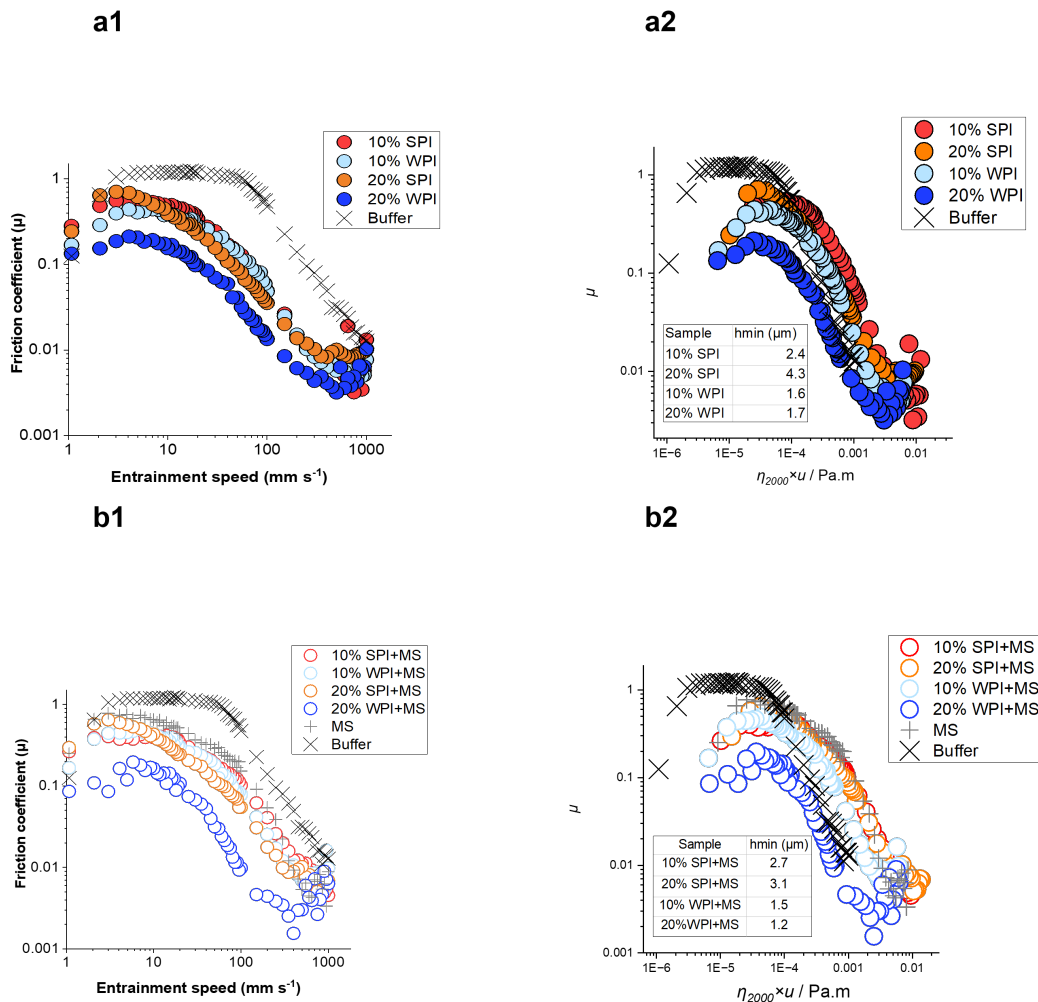 a1
10% SPI
10% WPI
20% SPI
20% WPI
Buffer
Friction coefficient (μ)
1
0.1
0.01
0.001
1
10
100
1000
Entrainment speed (mm s⁻¹)
a2
10% SPI
20% SPI
10% WPI
20% WPI
Buffer
μ
1
0.1
0.01
Sample hmin (μm)
10% SPI 2.4
20% SPI 4.3
10% WPI 1.6
20% WPI 1.7
1E-6 1E-5 1E-4 0.001 0.01
η2000×u / Pa.m
b1
10% SPI+MS
10% WPI+MS
20% SPI+MS
20% WPI+MS
MS
Buffer
Friction coefficient (μ)
1
0.1
0.01
0.001
1 10 100 1000
Entrainment speed (mm s⁻¹)
b2
10% SPI+MS
20% SPI+MS
10% WPI+MS
20% WPI+MS
MS
Buffer
μ
1
0.1
0.01
0.001
Sample hmin (μm)
10% SPI+MS 2.7
20% SPI+MS 3.1
10% WPI+MS 1.5
20%WPI+MS 1.2
1E-6 1E-5 1E-4 0.001 0.01
η2000×u / Pa.m